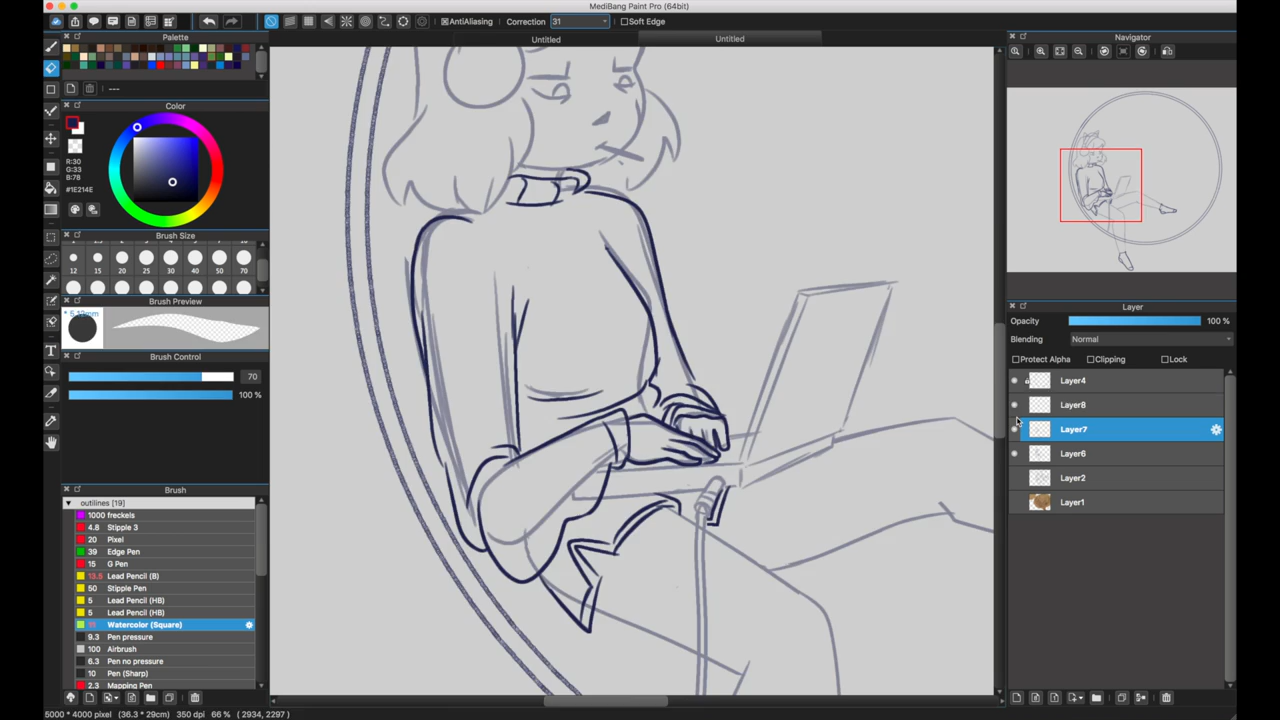 MediBang Paint Pro (64bit)
AntiAliasing
Correction
31
Soft Edge
Palette
Untitled
Untitled
Navigator
---
Color
R:30
G:33
B:78
#1E214E
Brush Size
12 15 20 25 30 40 50 70
Brush Preview
Brush Control
70
100 %
Brush
outilines [19]
1000 freckels
4.8 Stipple 3
20 Pixel
39 Edge Pen
15 G Pen
13.5 Lead Pencil (B)
50 Stipple Pen
5 Lead Pencil (HB)
5 Lead Pencil (HB)
Watercolor (Square)
9.3 Pen pressure
100 Airbrush
6.3 Pen no pressure
10 Pen (Sharp)
2.3 Mapping Pen
Layer
Opacity 100 %
Blending Normal
Protect Alpha Clipping Lock
Layer4
Layer8
Layer7
Layer6
Layer2
Layer1
5000 * 4000 pixel (36.3 * 29cm) 350 dpi 66 % ( 2934, 2297 )